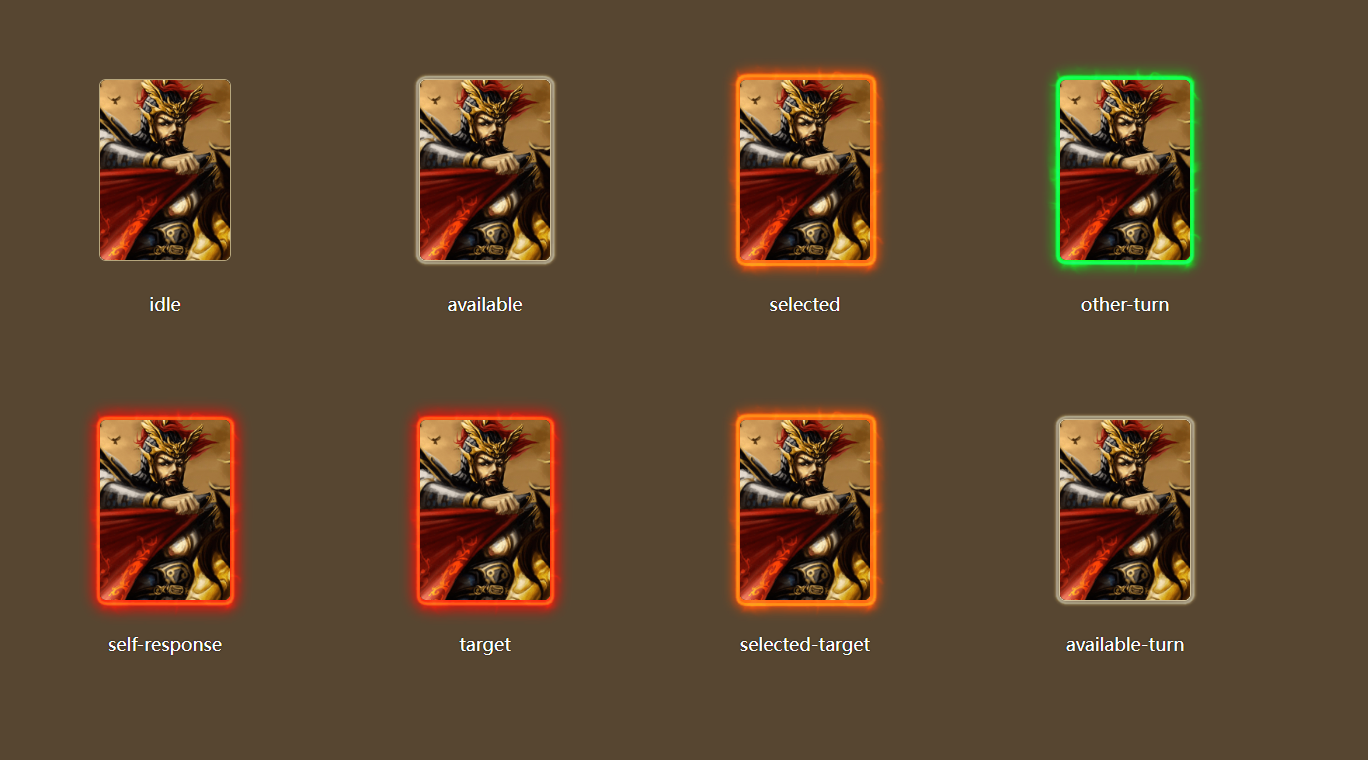 idle
available
selected
other-turn
self-response
target
selected-target
available-turn